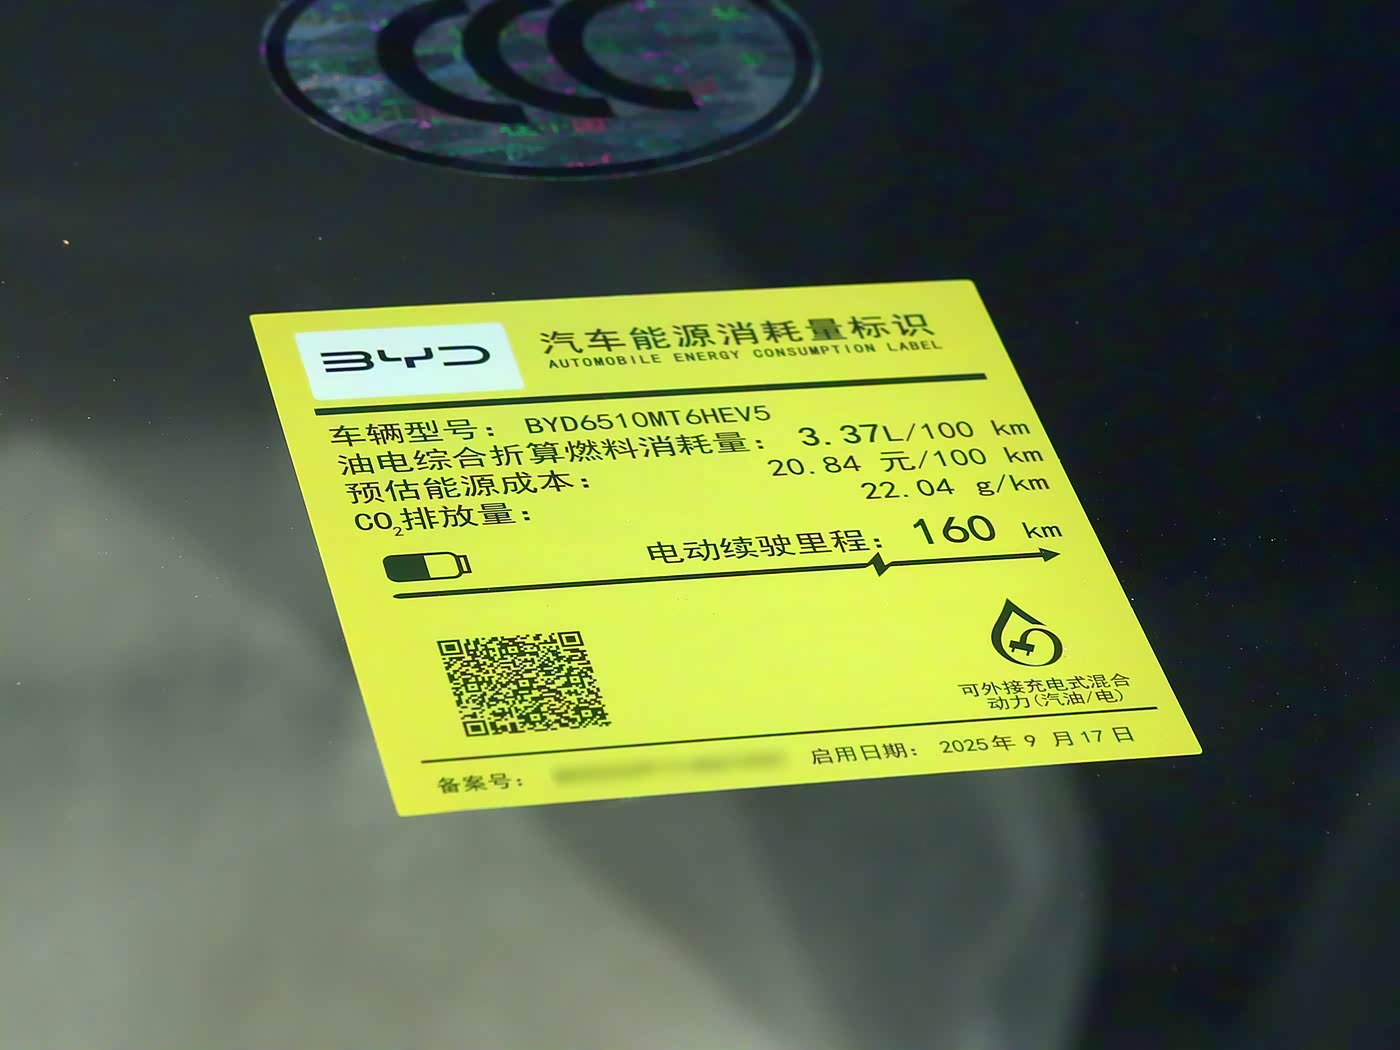 CCC
BYD
汽车能源消耗量标识
AUTOMOBILE ENERGY CONSUMPTION LABEL
车辆型号: BYD6510MT6HEV5
油电综合折算燃料消耗量: 3.37L/100 km
预估能源成本: 20.84 元/100 km
CO₂排放量: 22.04 g/km
电动续驶里程: 160 km
可外接充电式混合
动力(汽油/电)
备案号: 启用日期: 2025年 9 月17 日